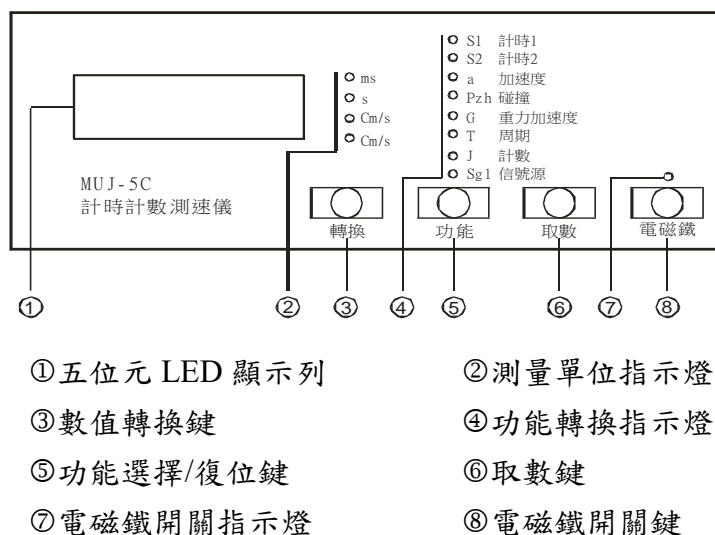 S1 計時1
S2 計時2
a 加速度
Pzh 碰撞
G 重力加速度
T 周期
J 計數
Sg1 信號源
ms
s
Cm/s
Cm/s
MUJ-5C
計時計數測速儀
轉換 功能 取數 電磁鐵
① ② ③ ④ ⑤ ⑥ ⑦ ⑧
①五位元 LED 顯示列 ②測量單位指示燈
③數值轉換鍵 ④功能轉換指示燈
⑤功能選擇/復位鍵 ⑥取數鍵
⑦電磁鐵開關指示燈 ⑧電磁鐵開關鍵